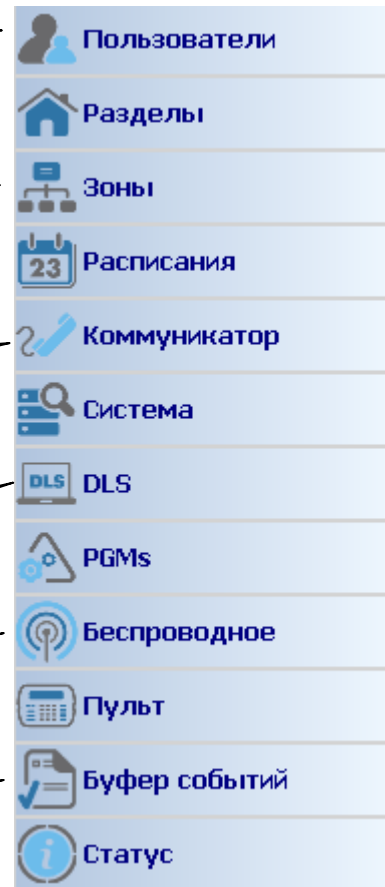 Пользователи
Разделы
Зоны
23 Расписания
Коммуникатор
Система
DLS DLS
PGMs
Беспроводное
Пульт
Буфер событий
Статус